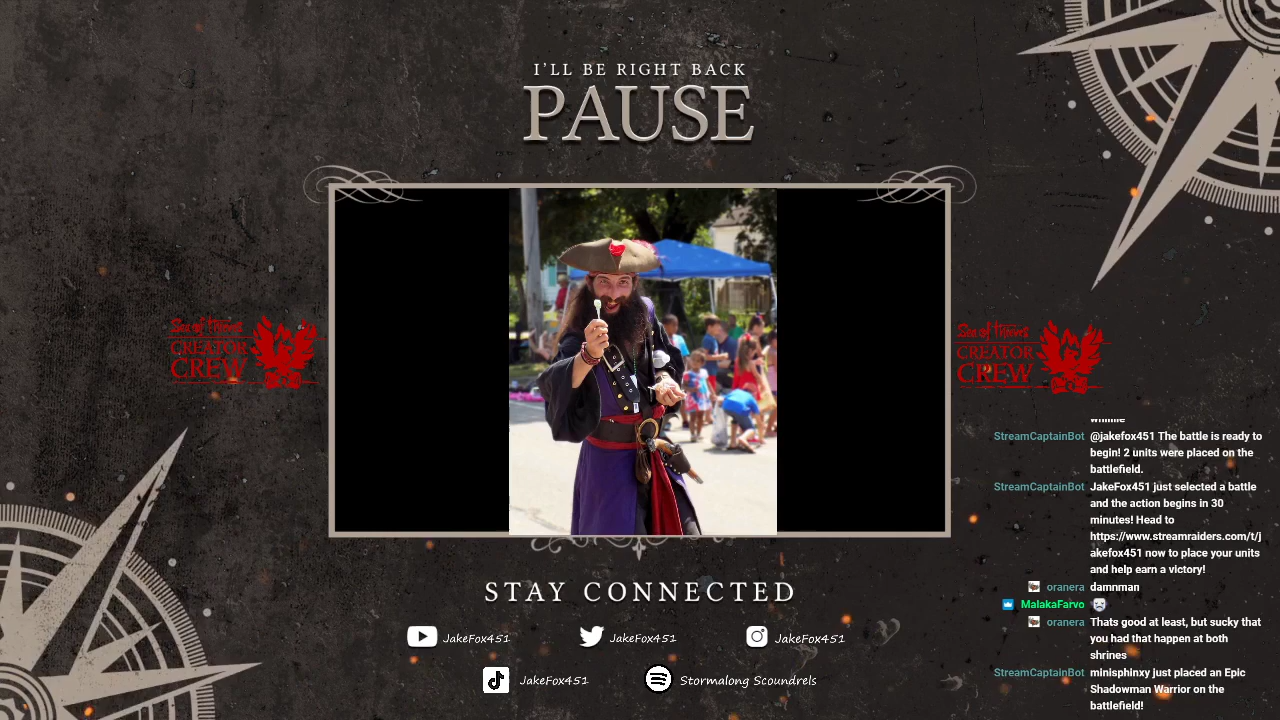 I'LL BE RIGHT BACK
PAUSE
Sea of Thieves
CREATOR
CREW
Sea of Thieves
CREATOR
CREW
StreamCaptainBot @jakefox451 The battle is ready to
begin! 2 units were placed on the
battlefield.
StreamCaptainBot JakeFox451 just selected a battle
and the action begins in 30
minutes! Head to
https://www.streamraiders.com/t/j
akefox451 now to place your units
and help earn a victory!
oranera damnman
MalakaFarvo
oranera Thats good at least, but sucky that
you had that happen at both
shrines
StreamCaptainBot minisphinxy just placed an Epic
Shadowman Warrior on the
battlefield!
STAY CONNECTED
JakeFox451 JakeFox451 JakeFox451
JakeFox451 Stormalong Scoundrels